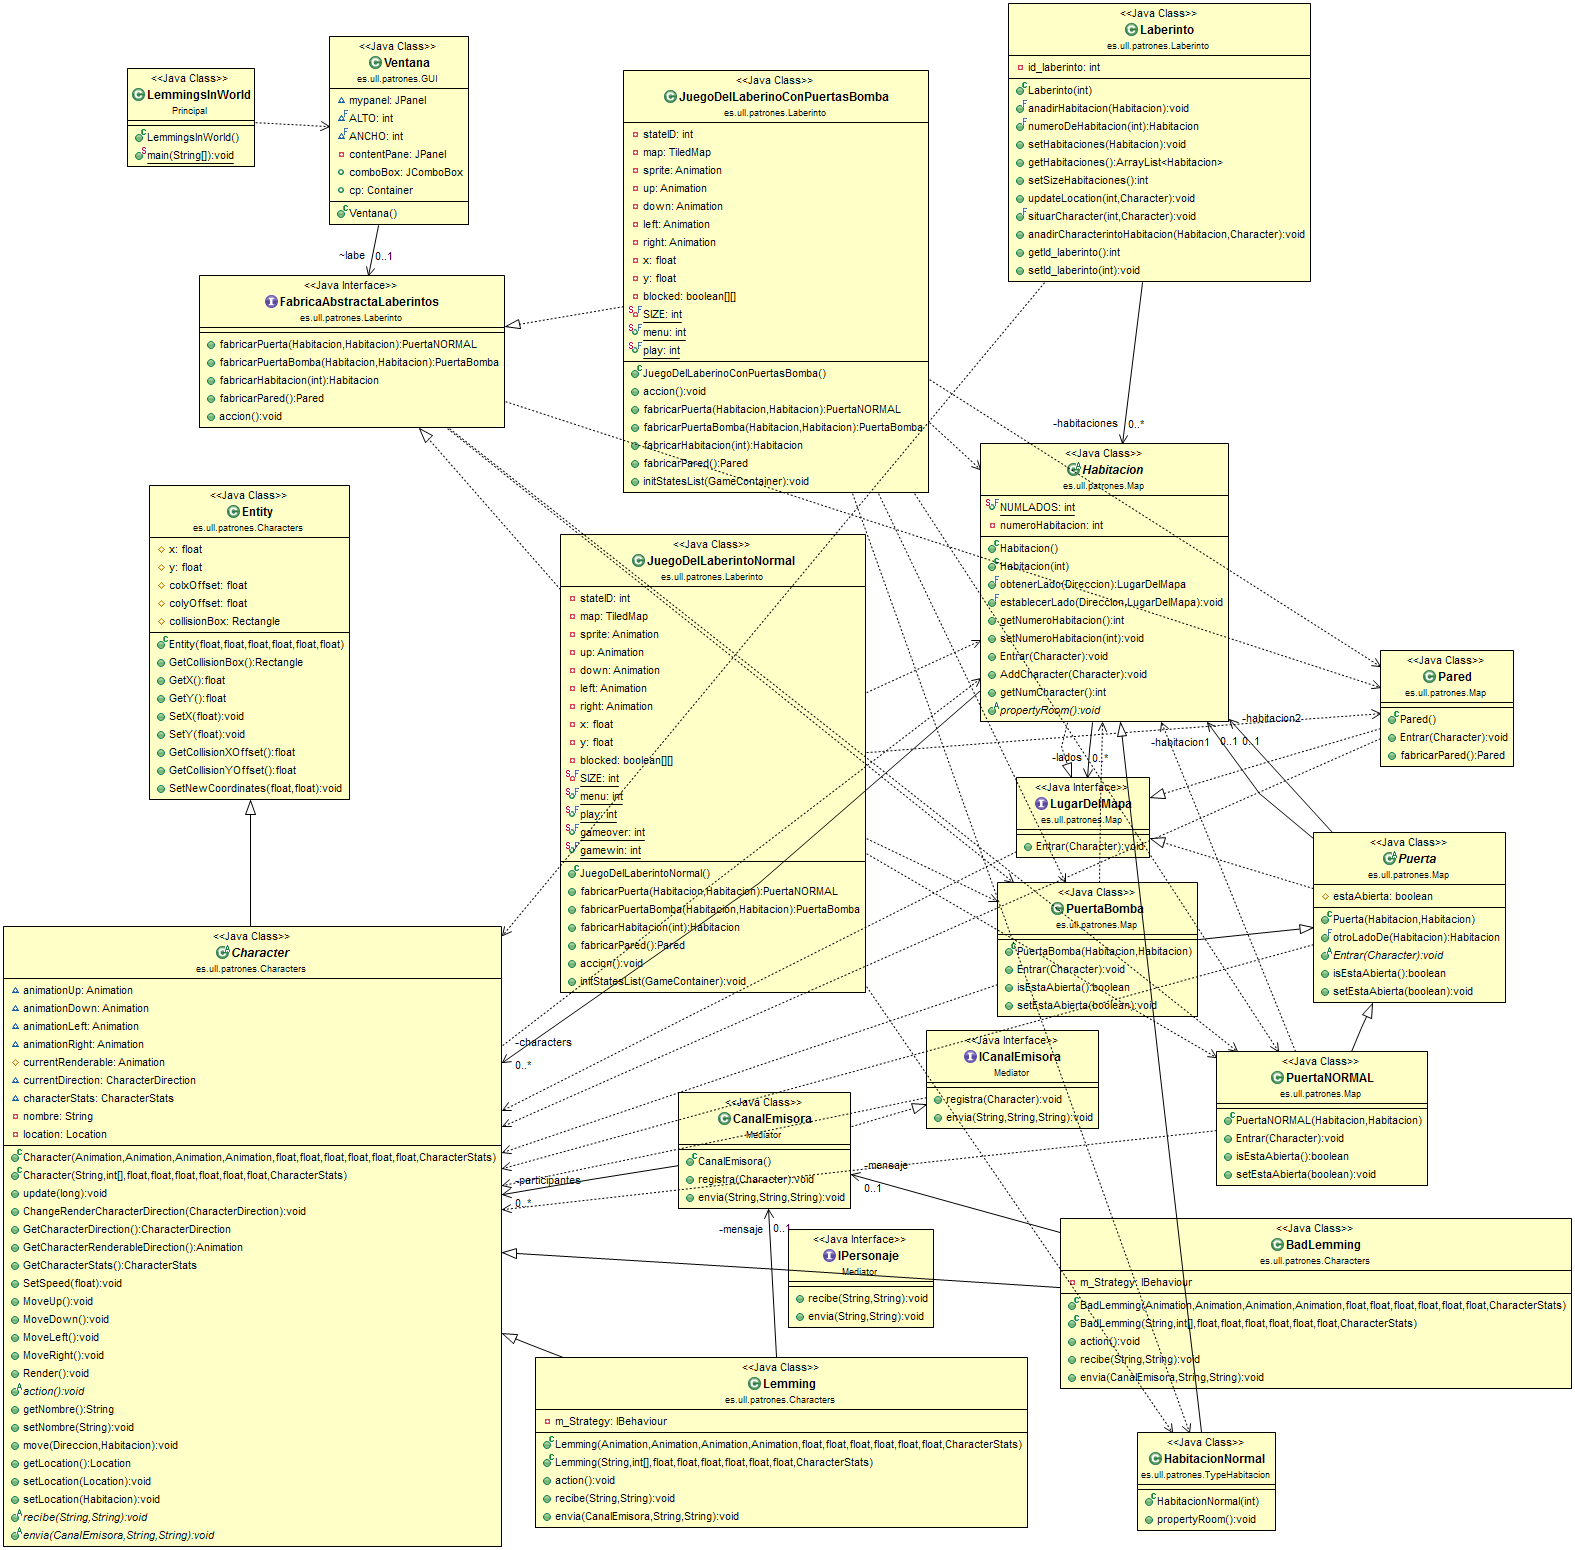 <<Java Class>>
LemmingsInWorld
Principal
LemmingsInWorld()
main(String[]):void
<<Java Class>>
Ventana
es.ull.patrones.GUI
mypanel: JPanel
ALTO: int
ANCHO: int
contentPane: JPanel
comboBox: JComboBox
cp: Container
Ventana()
~labe
0..1
<<Java Interface>>
FabricaAbstractaLaberintos
es.ull.patrones.Laberinto
fabricarPuerta(Habitacion,Habitacion):PuertaNORMAL
fabricarPuertaBomba(Habitacion,Habitacion):PuertaBomba
fabricarHabitacion(int):Habitacion
fabricarPared():Pared
accion():void
<<Java Class>>
JuegoDelLaberinoConPuertasBomba
es.ull.patrones.Laberinto
stateID: int
map: TiledMap
sprite: Animation
up: Animation
down: Animation
left: Animation
right: Animation
x: float
y: float
blocked: boolean[][]
SIZE: int
menu: int
play: int
JuegoDelLaberinoConPuertasBomba()
accion():void
fabricarPuerta(Habitacion,Habitacion):PuertaNORMAL
fabricarPuertaBomba(Habitacion,Habitacion):PuertaBomba
fabricarHabitacion(int):Habitacion
fabricarPared():Pared
initStatesList(GameContainer):void
<<Java Class>>
Laberinto
es.ull.patrones.Laberinto
id_laberinto: int
Laberinto(int)
anadirHabitacion(Habitacion):void
numeroDeHabitacion(int):Habitacion
setHabitaciones(Habitacion):void
getHabitaciones():ArrayList<Habitacion>
setSizeHabitaciones():int
updateLocation(int,Character):void
situarCharacter(int,Character):void
anadirCharacterintoHabitacion(Habitacion,Character):void
getId_laberinto():int
setId_laberinto(int):void
-habitaciones
0..*
<<Java Class>>
Habitacion
es.ull.patrones.Map
NUMLADOS: int
numeroHabitacion: int
Habitacion()
Habitacion(int)
obtenerLado(Direccion):LugarDelMapa
establecerLado(Direccion,LugarDelMapa):void
getNumeroHabitacion():int
setNumeroHabitacion(int):void
Entrar(Character):void
AddCharacter(Character):void
getNumCharacter():int
propertyRoom():void
<<Java Class>>
Entity
es.ull.patrones.Characters
x: float
y: float
colxOffset: float
colyOffset: float
collisionBox: Rectangle
Entity(float,float,float,float,float,float)
GetCollisionBox():Rectangle
GetX():float
GetY():float
SetX(float):void
SetY(float):void
GetCollisionXOffset():float
GetCollisionYOffset():float
SetNewCoordinates(float,float):void
<<Java Class>>
JuegoDelLaberintoNormal
es.ull.patrones.Laberinto
stateID: int
map: TiledMap
sprite: Animation
up: Animation
down: Animation
left: Animation
right: Animation
x: float
y: float
blocked: boolean[][]
SIZE: int
menu: int
play: int
gameover: int
gamewin: int
JuegoDelLaberintoNormal()
fabricarPuerta(Habitacion,Habitacion):PuertaNORMAL
fabricarPuertaBomba(Habitacion,Habitacion):PuertaBomba
fabricarHabitacion(int):Habitacion
fabricarPared():Pared
accion():void
initStatesList(GameContainer):void
<<Java Class>>
Pared
es.ull.patrones.Map
Pared()
Entrar(Character):void
fabricarPared():Pared
-habitacion2
-habitacion1
0..1
0..1
-lados
0..*
<<Java Interface>>
LugarDelMapa
es.ull.patrones.Map
Entrar(Character):void
<<Java Class>>
Puerta
es.ull.patrones.Map
estaAbierta: boolean
Puerta(Habitacion,Habitacion)
otroLadoDe(Habitacion):Habitacion
Entrar(Character):void
isEstaAbierta():boolean
setEstaAbierta(boolean):void
<<Java Class>>
PuertaBomba
es.ull.patrones.Map
PuertaBomba(Habitacion,Habitacion)
Entrar(Character):void
isEstaAbierta():boolean
setEstaAbierta(boolean):void
<<Java Class>>
Character
es.ull.patrones.Characters
animationUp: Animation
animationDown: Animation
animationLeft: Animation
animationRight: Animation
currentRenderable: Animation
currentDirection: CharacterDirection
characterStats: CharacterStats
nombre: String
location: Location
Character(Animation,Animation,Animation,Animation,float,float,float,float,float,float,CharacterStats)
Character(String,int[],float,float,float,float,float,float,CharacterStats)
update(long):void
ChangeRenderCharacterDirection(CharacterDirection):void
GetCharacterDirection():CharacterDirection
GetCharacterRenderableDirection():Animation
GetCharacterStats():CharacterStats
SetSpeed(float):void
MoveUp():void
MoveDown():void
MoveLeft():void
MoveRight():void
Render():void
action():void
getNombre():String
setNombre(String):void
move(Direccion,Habitacion):void
getLocation():Location
setLocation(Location):void
setLocation(Habitacion):void
recibe(String,String):void
envia(CanalEmisora,String,String):void
-characters
0..*
<<Java Interface>>
ICanalEmisora
Mediator
registra(Character):void
envia(String,String,String):void
<<Java Class>>
PuertaNORMAL
es.ull.patrones.Map
PuertaNORMAL(Habitacion,Habitacion)
Entrar(Character):void
isEstaAbierta():boolean
setEstaAbierta(boolean):void
<<Java Class>>
CanalEmisora
Mediator
CanalEmisora()
registra(Character):void
envia(String,String,String):void
-participantes
0..*
-mensaje
0..1
-mensaje
0..1
<<Java Interface>>
IPersonaje
Mediator
recibe(String,String):void
envia(String,String):void
<<Java Class>>
BadLemming
es.ull.patrones.Characters
m_Strategy: IBehaviour
BadLemming(Animation,Animation,Animation,Animation,float,float,float,float,float,float,CharacterStats)
BadLemming(String,int[],float,float,float,float,float,float,CharacterStats)
action():void
recibe(String,String):void
envia(CanalEmisora,String,String):void
<<Java Class>>
Lemming
es.ull.patrones.Characters
m_Strategy: IBehaviour
Lemming(Animation,Animation,Animation,Animation,float,float,float,float,float,float,CharacterStats)
Lemming(String,int[],float,float,float,float,float,float,CharacterStats)
action():void
recibe(String,String):void
envia(CanalEmisora,String,String):void
<<Java Class>>
HabitacionNormal
es.ull.patrones.TypeHabitacion
HabitacionNormal(int)
propertyRoom():void